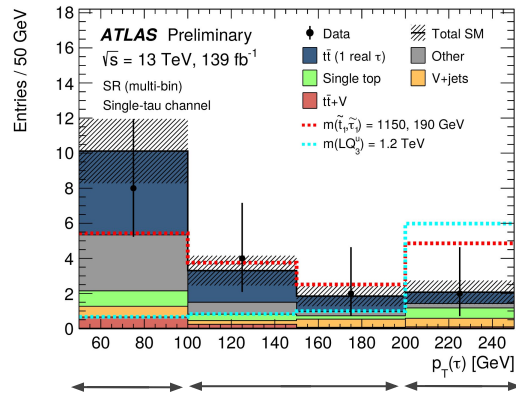 ATLAS Preliminary
√s = 13 TeV, 139 fb⁻¹
SR (multi-bin)
Single-tau channel
Data
Total SM
tt̄ (1 real τ)
Other
Single top
V+jets
tt̄+V
m(t̃₁,τ̃₁) = 1150, 190 GeV
m(LQ₃ᵘ) = 1.2 TeV
Entries / 50 GeV
18
16
14
12
10
8
6
4
2
0
60 80 100 120 140 160 180 200 220 240
p_T(τ) [GeV]